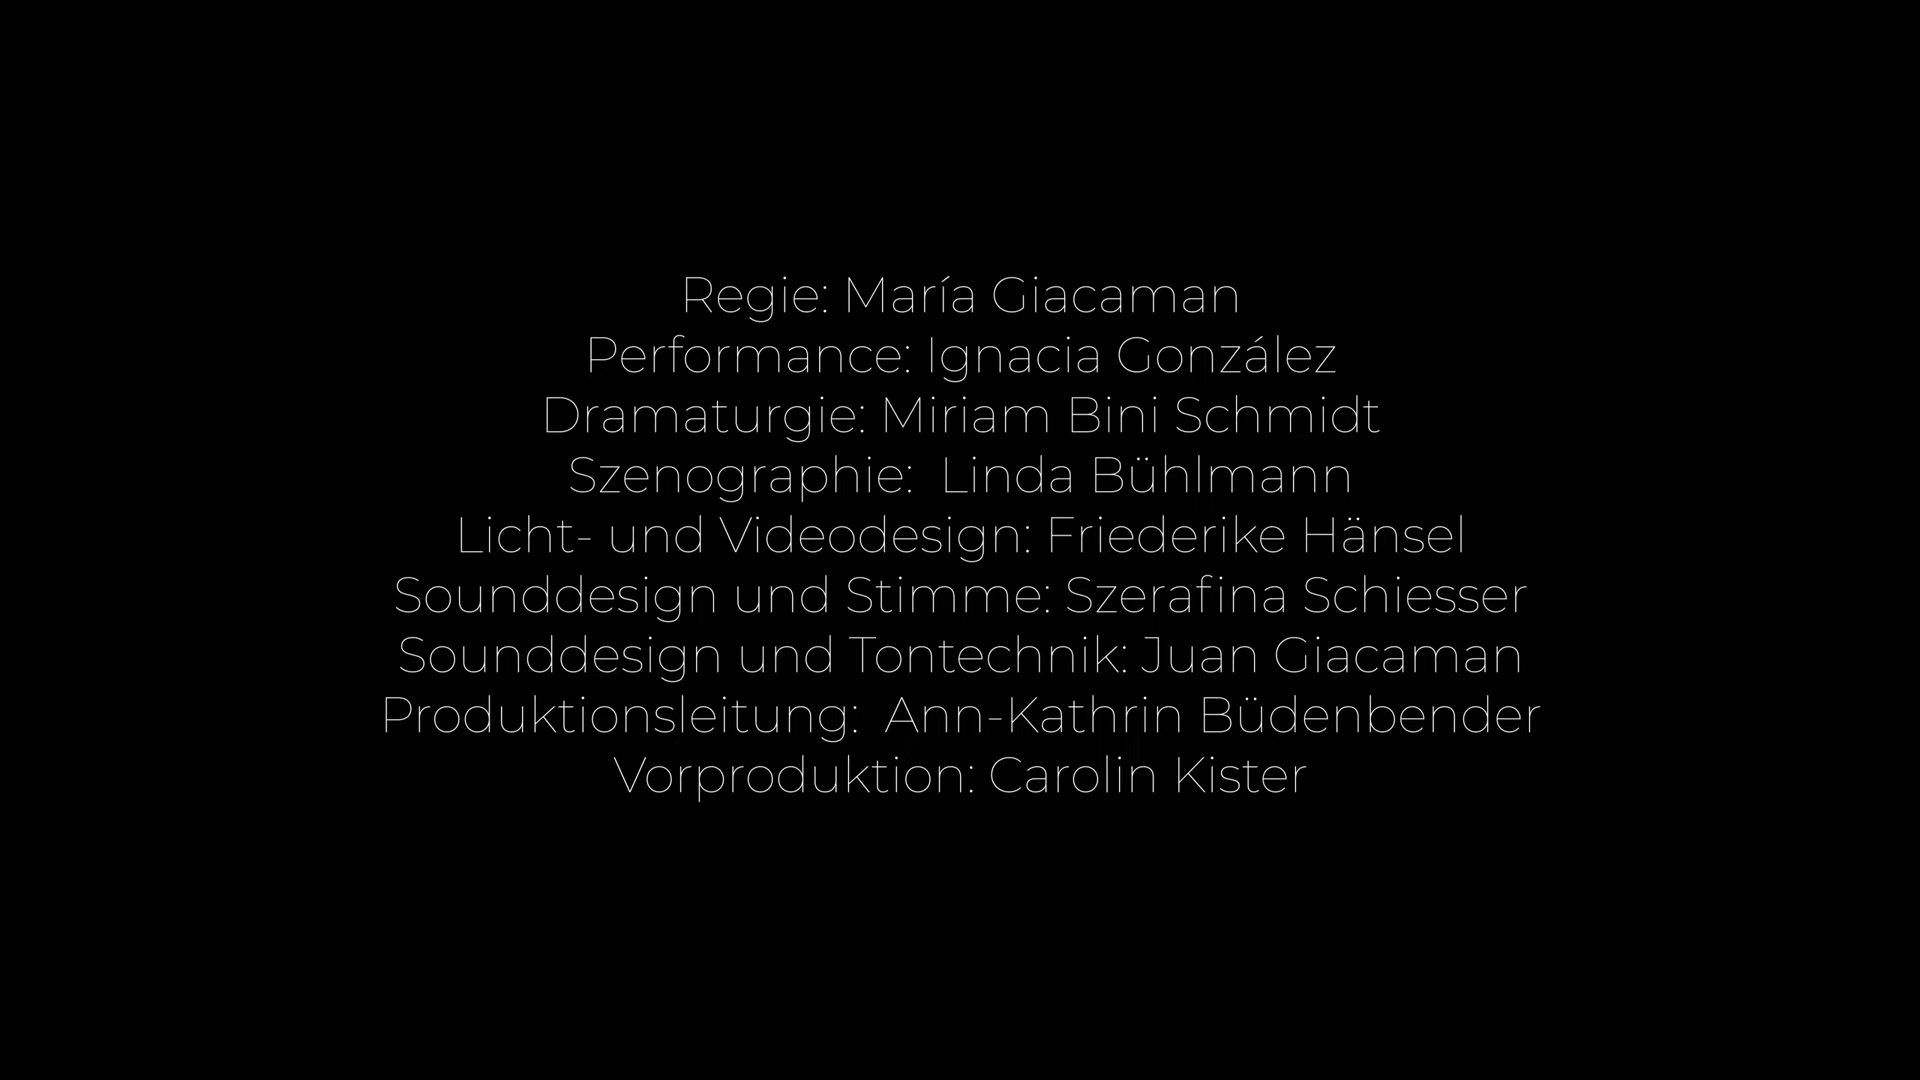 Regie: María Giacaman
Performance: Ignacia González
Dramaturgie: Miriam Bini Schmidt
Szenographie:  Linda Bühlmann
Licht- und Videodesign: Friederike Hänsel
Sounddesign und Stimme: Szerafina Schiesser
Sounddesign und Tontechnik: Juan Giacaman
Produktionsleitung:  Ann-Kathrin Büdenbender
Vorproduktion: Carolin Kister